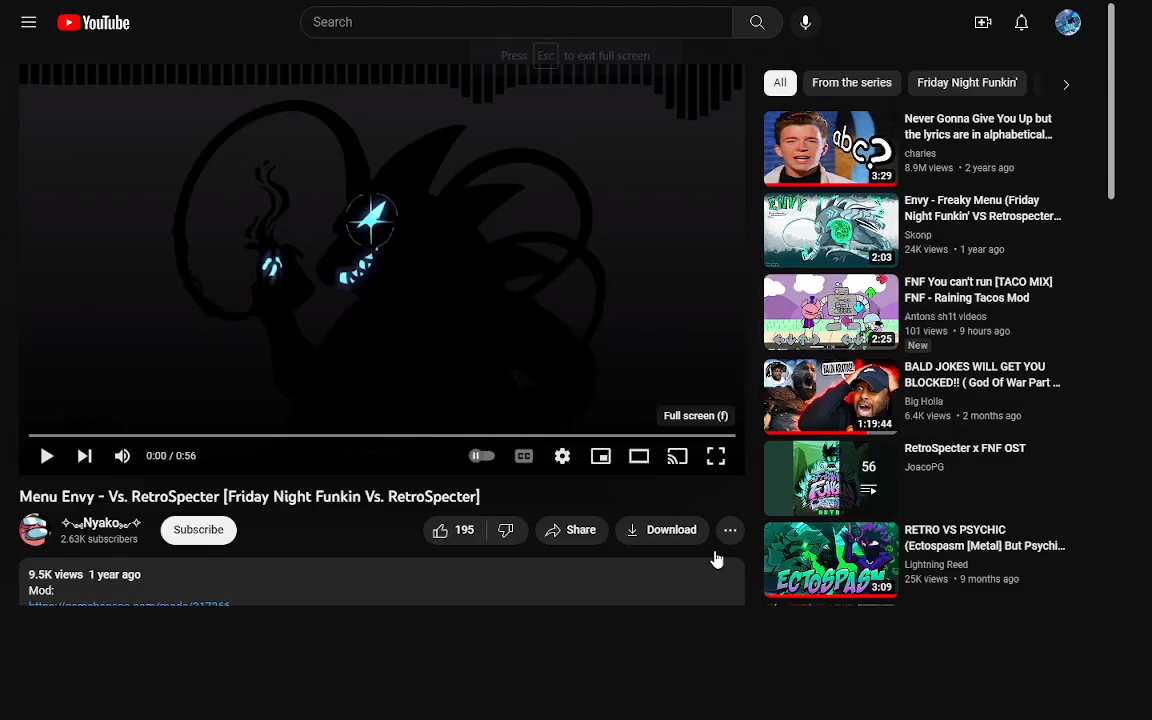 YouTube
Search
Press Esc to exit full screen
All
From the series
Friday Night Funkin'
abc?
3:29
Never Gonna Give You Up but
the lyrics are in alphabetical...
charies
8.9M views • 2 years ago
ENVY
2:03
Envy - Freaky Menu (Friday
Night Funkin' VS Retrospecter...
Skonp
24K views • 1 year ago
2:25
FNF You can't run [TACO MIX]
FNF - Raining Tacos Mod
Antons sh1t videos
101 views • 9 hours ago
New
1:19:44
BALD JOKES WILL GET YOU
BLOCKED!! ( God Of War Part ...
Big Holla
6.4K views • 2 months ago
56
RetroSpecter x FNF OST
JoacoPG
ECTOSPASM
3:09
RETRO VS PSYCHIC
(Ectospasm [Metal] But Psychi...
Lightning Reed
25K views • 9 months ago
Full screen (f)
0:00 / 0:56
CC
Menu Envy - Vs. RetroSpecter [Friday Night Funkin Vs. RetroSpecter]
Nyako
2.63K subscribers
Subscribe
195
Share
Download
9.5K views 1 year ago
Mod: